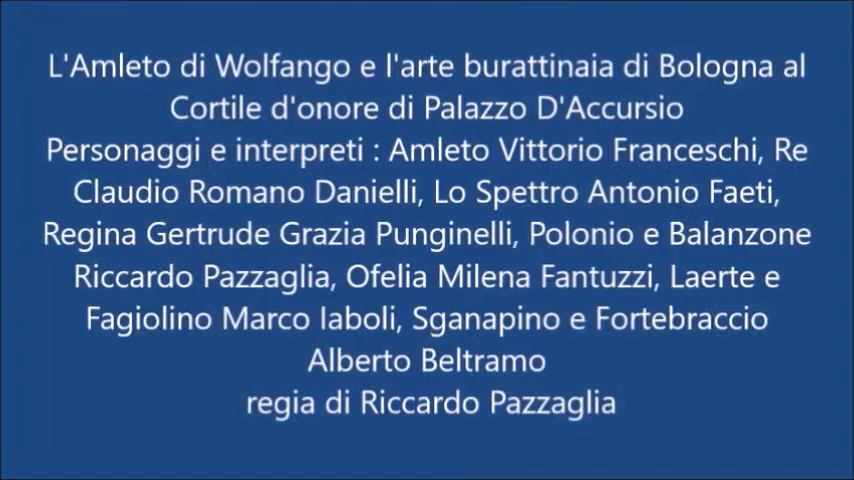 L'Amleto di Wolfango e l'arte burattinaia di Bologna al
Cortile d'onore di Palazzo D'Accursio
Personaggi e interpreti : Amleto Vittorio Franceschi, Re
Claudio Romano Danielli, Lo Spettro Antonio Faeti,
Regina Gertrude Grazia Punginelli, Polonio e Balanzone
Riccardo Pazzaglia, Ofelia Milena Fantuzzi, Laerte e
Fagiolino Marco Iaboli, Sganapino e Fortebraccio
Alberto Beltramo
regia di Riccardo Pazzaglia